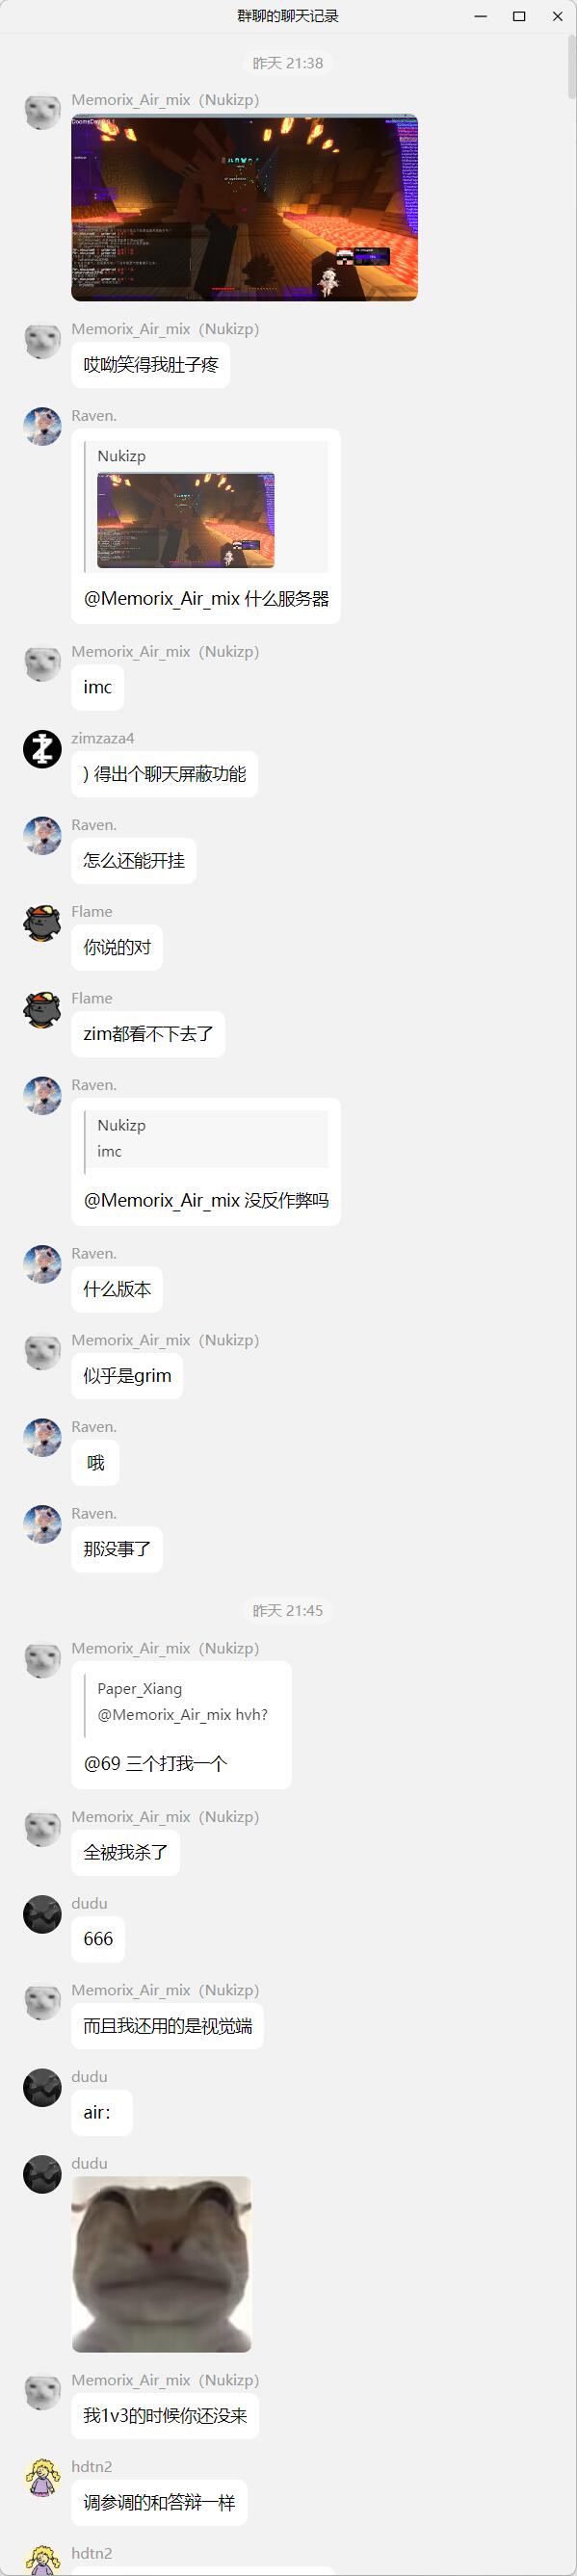 群聊的聊天记录
昨天 21:38
Memorix_Air_mix（Nukizp）
Memorix_Air_mix（Nukizp）
哎呦笑得我肚子疼
Raven.
Nukizp
@Memorix_Air_mix 什么服务器
Memorix_Air_mix（Nukizp）
imc
zimzaza4
) 得出个聊天屏蔽功能
Raven.
怎么还能开挂
Flame
你说的对
Flame
zim都看不下去了
Raven.
Nukizp
imc
@Memorix_Air_mix 没反作弊吗
Raven.
什么版本
Memorix_Air_mix（Nukizp）
似乎是grim
Raven.
哦
Raven.
那没事了
昨天 21:45
Memorix_Air_mix（Nukizp）
Paper_Xiang
@Memorix_Air_mix hvh?
@69 三个打我一个
Memorix_Air_mix（Nukizp）
全被我杀了
dudu
666
Memorix_Air_mix（Nukizp）
而且我还用的是视觉端
dudu
air：
dudu
Memorix_Air_mix（Nukizp）
我1v3的时候你还没来
hdtn2
调参调的和答辩一样
hdtn2